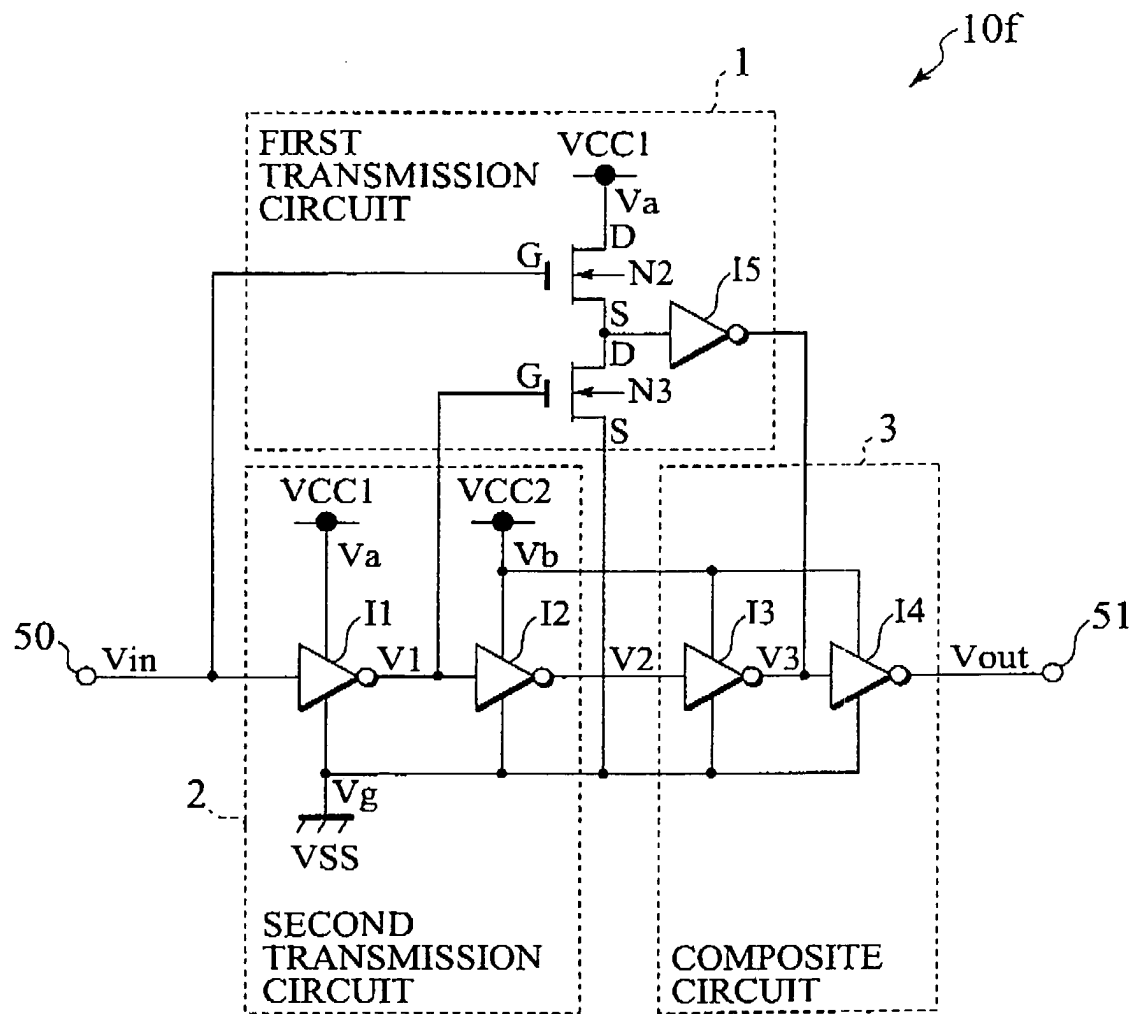 10f
1
FIRST
TRANSMISSION
CIRCUIT
VCC1
Va
D
G
N2
I5
S
D
G
N3
S
3
VCC1
VCC2
Va
Vb
I1
I2
I3
I4
50
Vin
V1
V2
V3
Vout
51
2
Vg
VSS
SECOND
TRANSMISSION
CIRCUIT
COMPOSITE
CIRCUIT